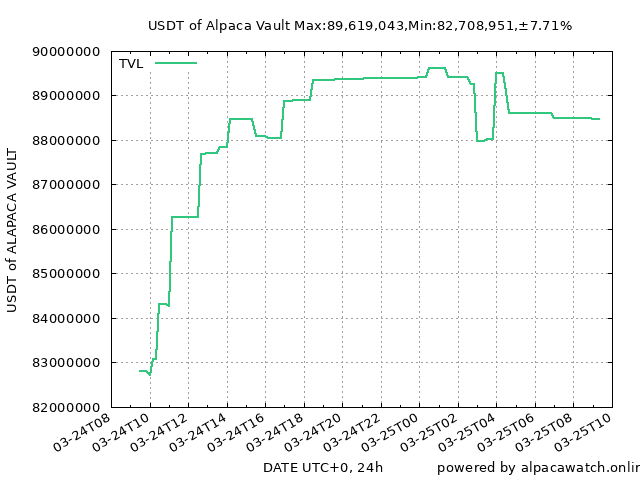 USDT of Alpaca Vault Max:89,619,043,Min:82,708,951,±7.71%
TVL
90000000
89000000
88000000
87000000
86000000
85000000
84000000
83000000
82000000
USDT of ALAPACA VAULT
03-24T08
03-24T10
03-24T12
03-24T14
03-24T16
03-24T18
03-24T20
03-24T22
03-25T00
03-25T02
03-25T04
03-25T06
03-25T08
03-25T10
DATE UTC+0, 24h
powered by alpacawatch.onlin